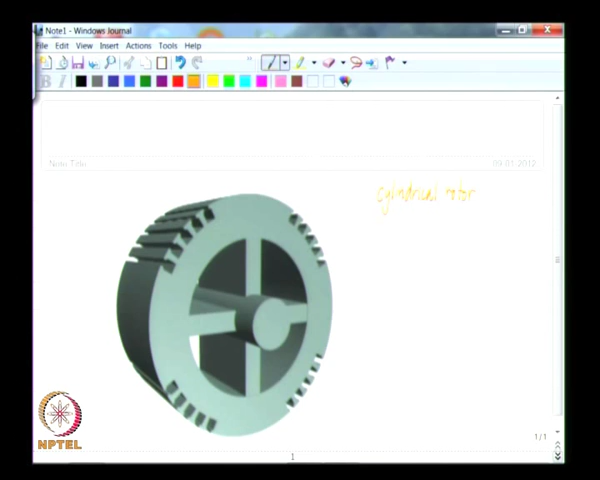 Note1 - Windows Journal
File Edit View Insert Actions Tools Help
B I
Note Title
09-01-2012
cylindrical rotor
NPTEL
1/1
1